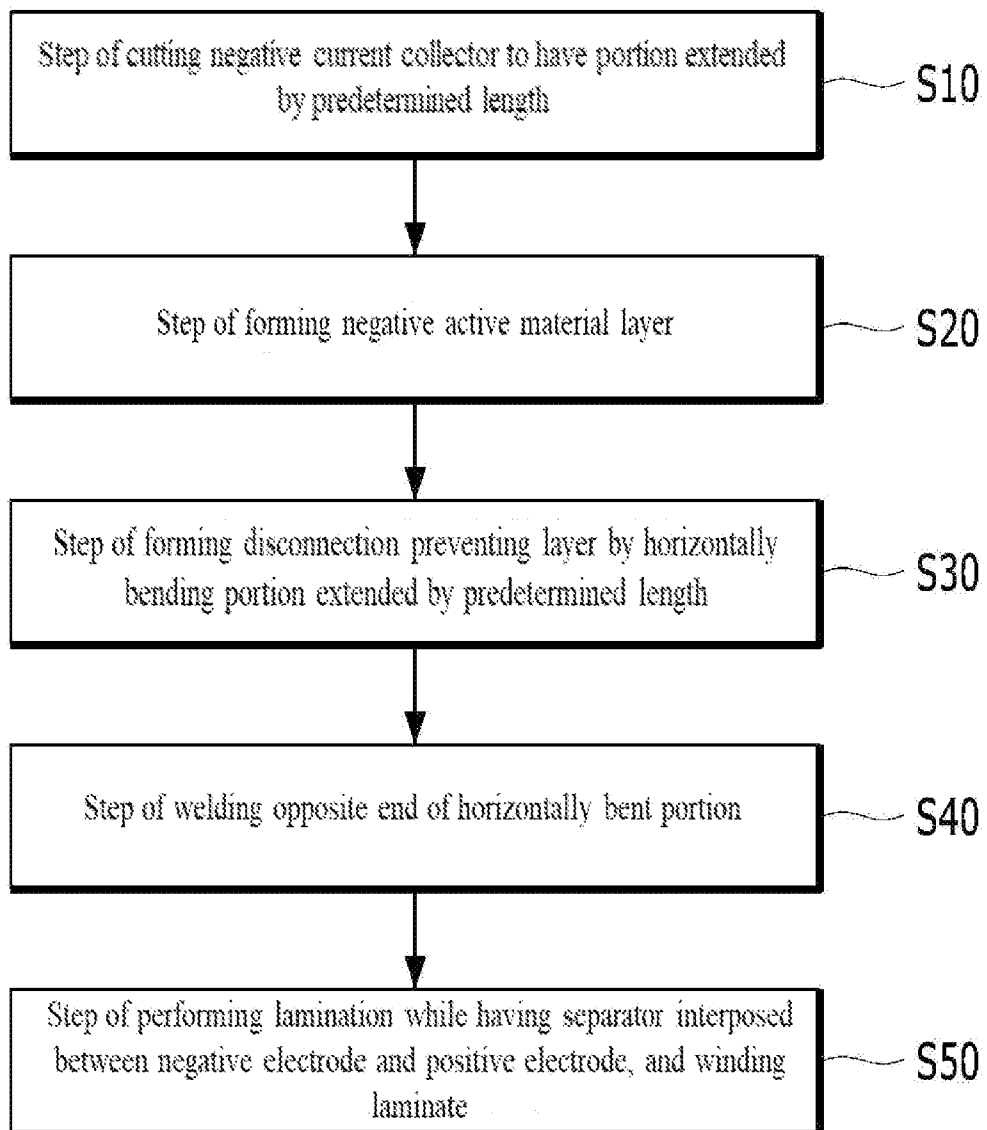 Step of cutting negative current collector to have portion extended
by predetermined length
S10
Step of forming negative active material layer
S20
Step of forming disconnection preventing layer by horizontally
bending portion extended by predetermined length
S30
Step of welding opposite end of horizontally bent portion
S40
Step of performing lamination while having separator interposed
between negative electrode and positive electrode, and winding
laminate
S50